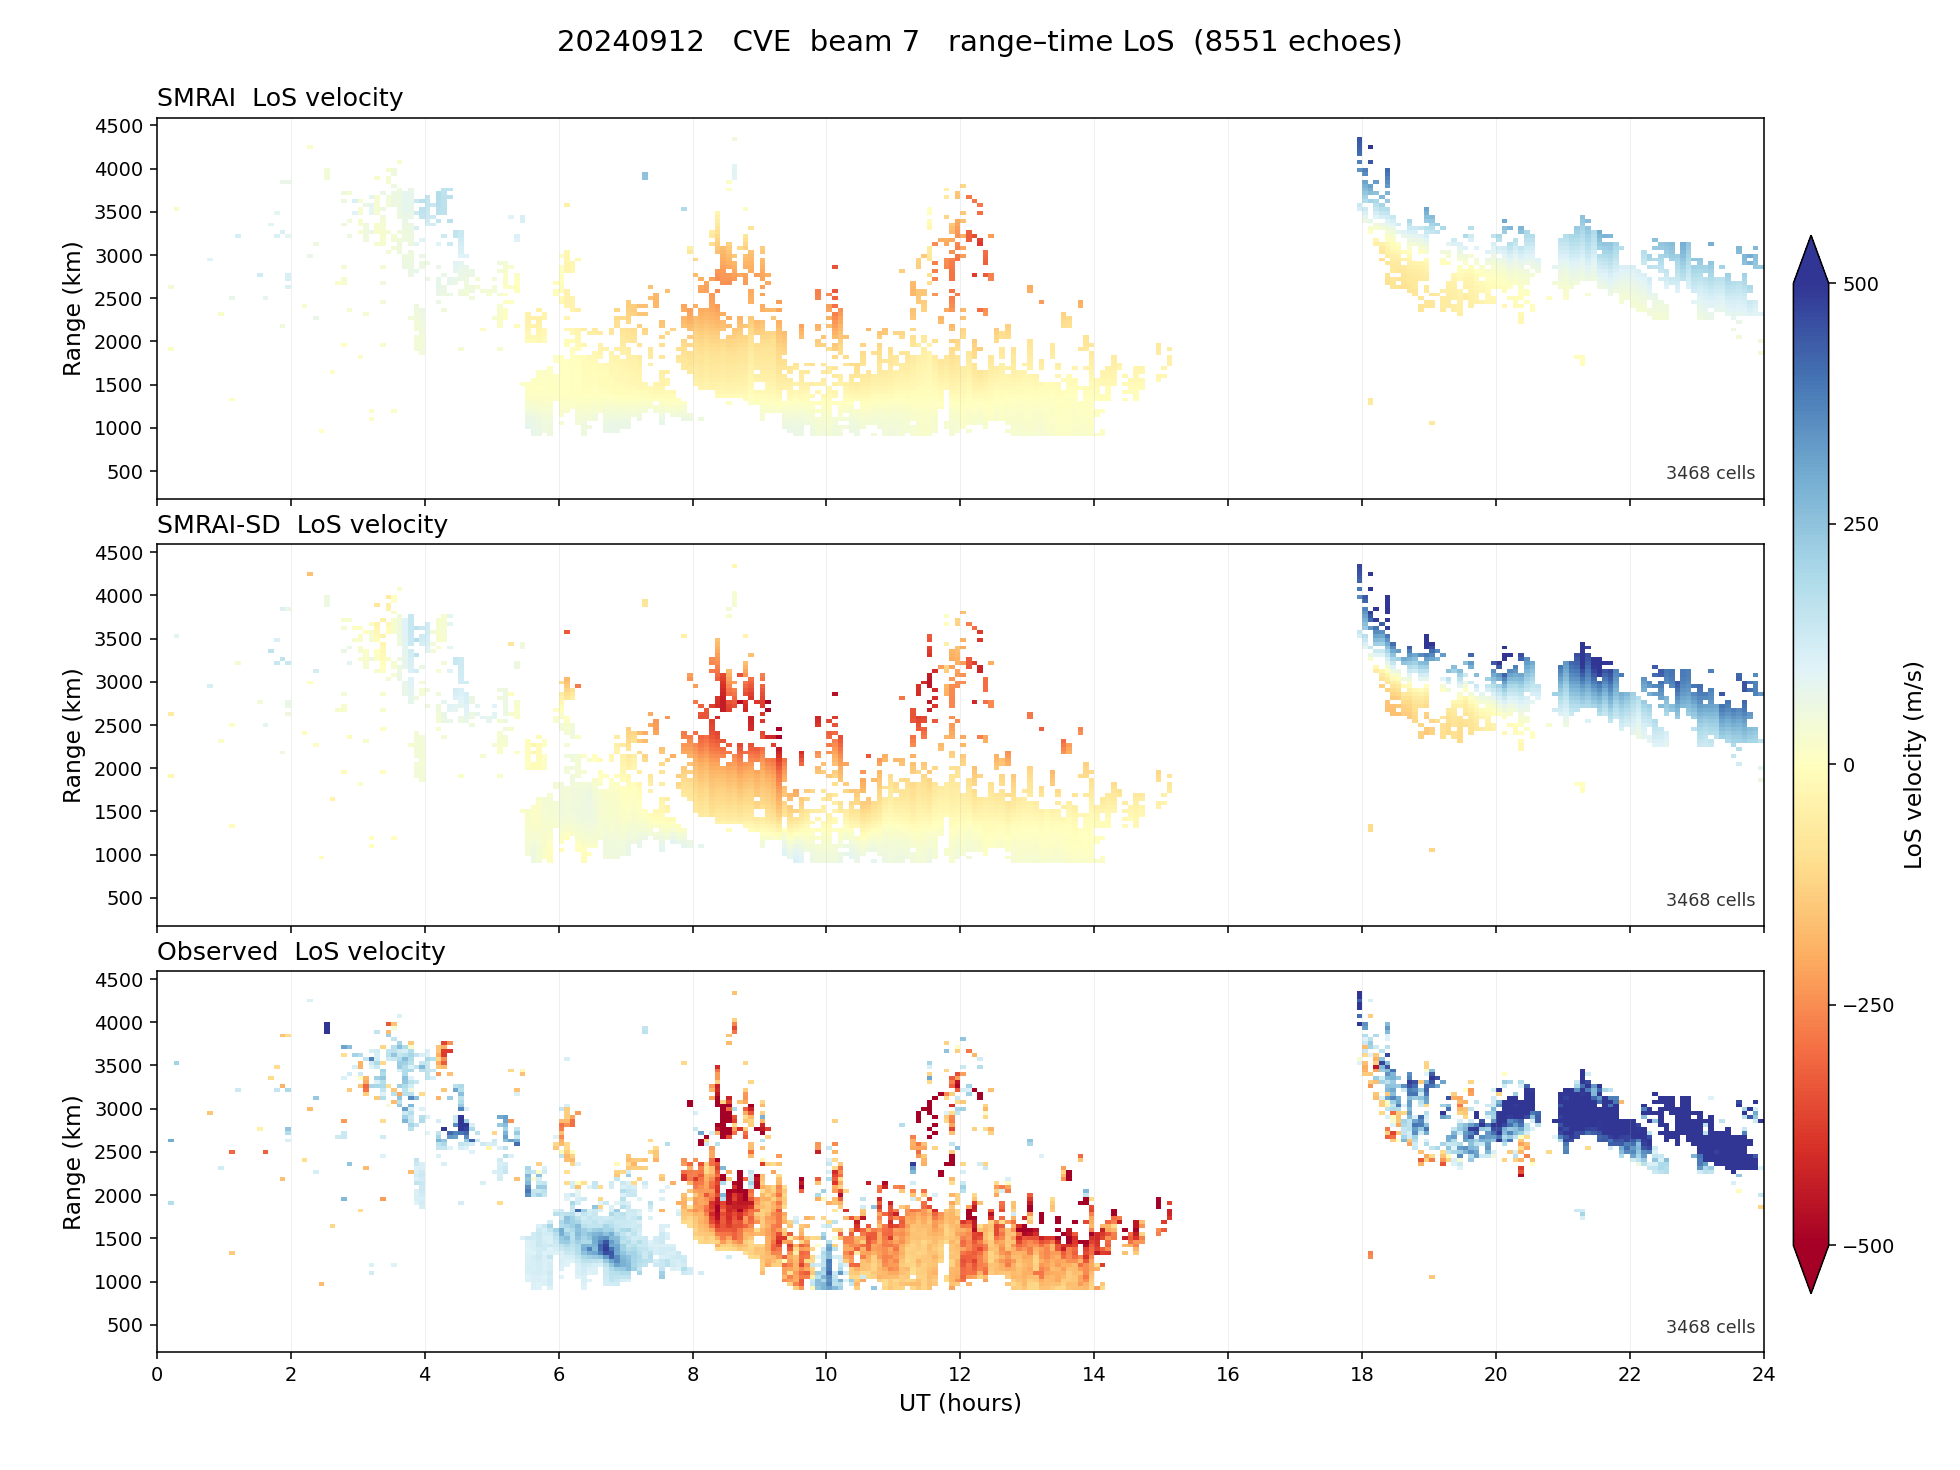 20240912   CVE  beam 7   range–time LoS  (8551 echoes)
SMRAI  LoS velocity
4500
4000
3500
3000
2500
2000
1500
1000
500
Range (km)
3468 cells
SMRAI-SD  LoS velocity
4500
4000
3500
3000
2500
2000
1500
1000
500
Range (km)
3468 cells
Observed  LoS velocity
4500
4000
3500
3000
2500
2000
1500
1000
500
Range (km)
3468 cells
0 2 4 6 8 10 12 14 16 18 20 22 24
UT (hours)
500
250
0
−250
−500
LoS velocity (m/s)